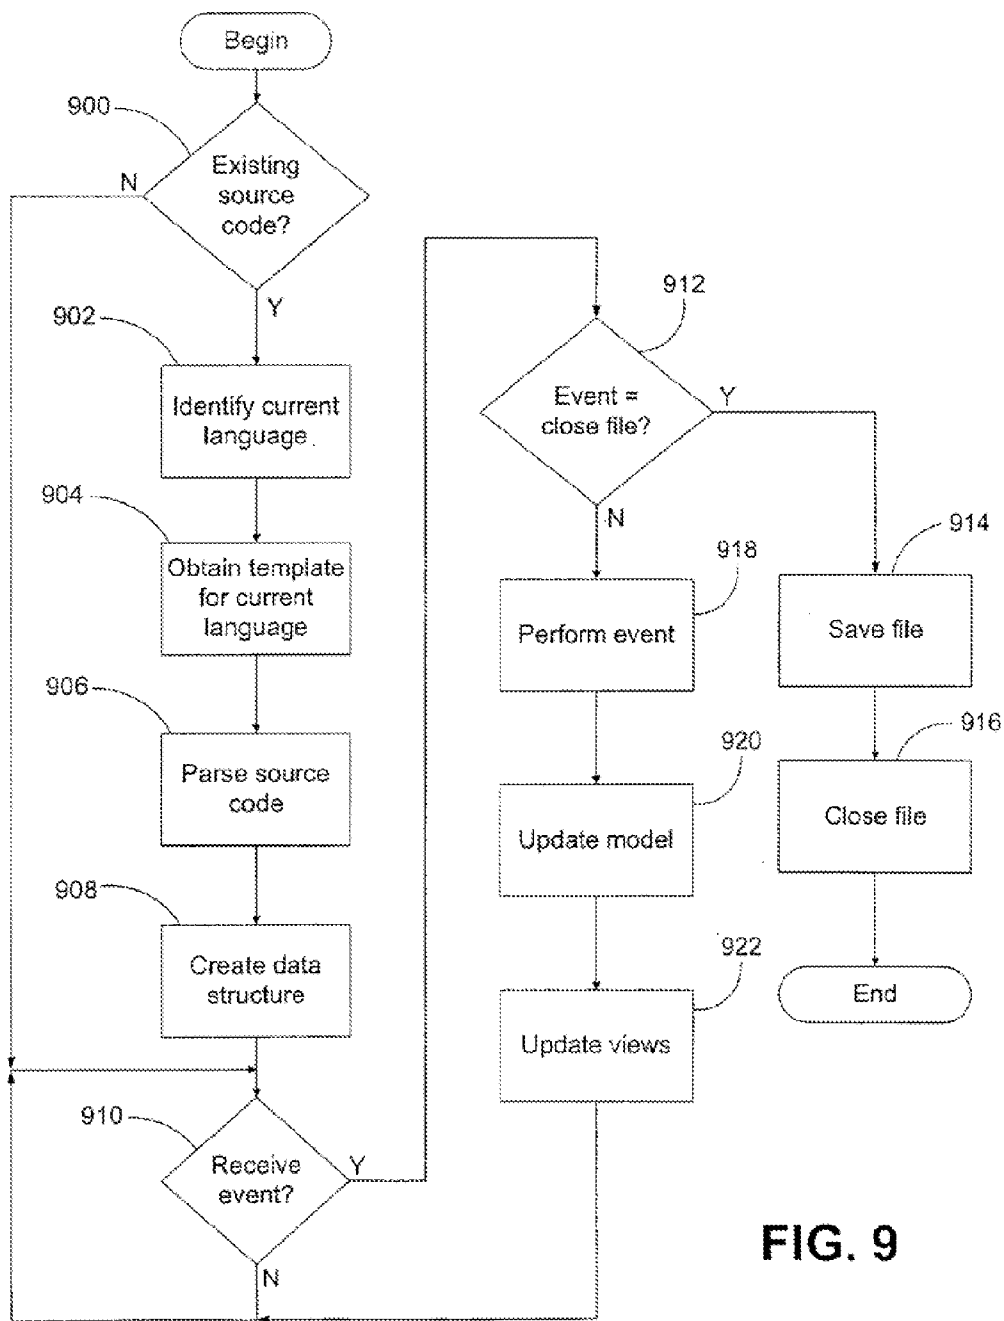 Begin
900
Existing
source
code?
N
Y
902
Identify current
language
904
Obtain template
for current
language
906
Parse source
code
908
Create data
structure
910
Receive
event?
Y
N
912
Event =
close file?
Y
N
914
Save file
916
Close file
End
918
Perform event
920
Update model
922
Update views
FIG. 9